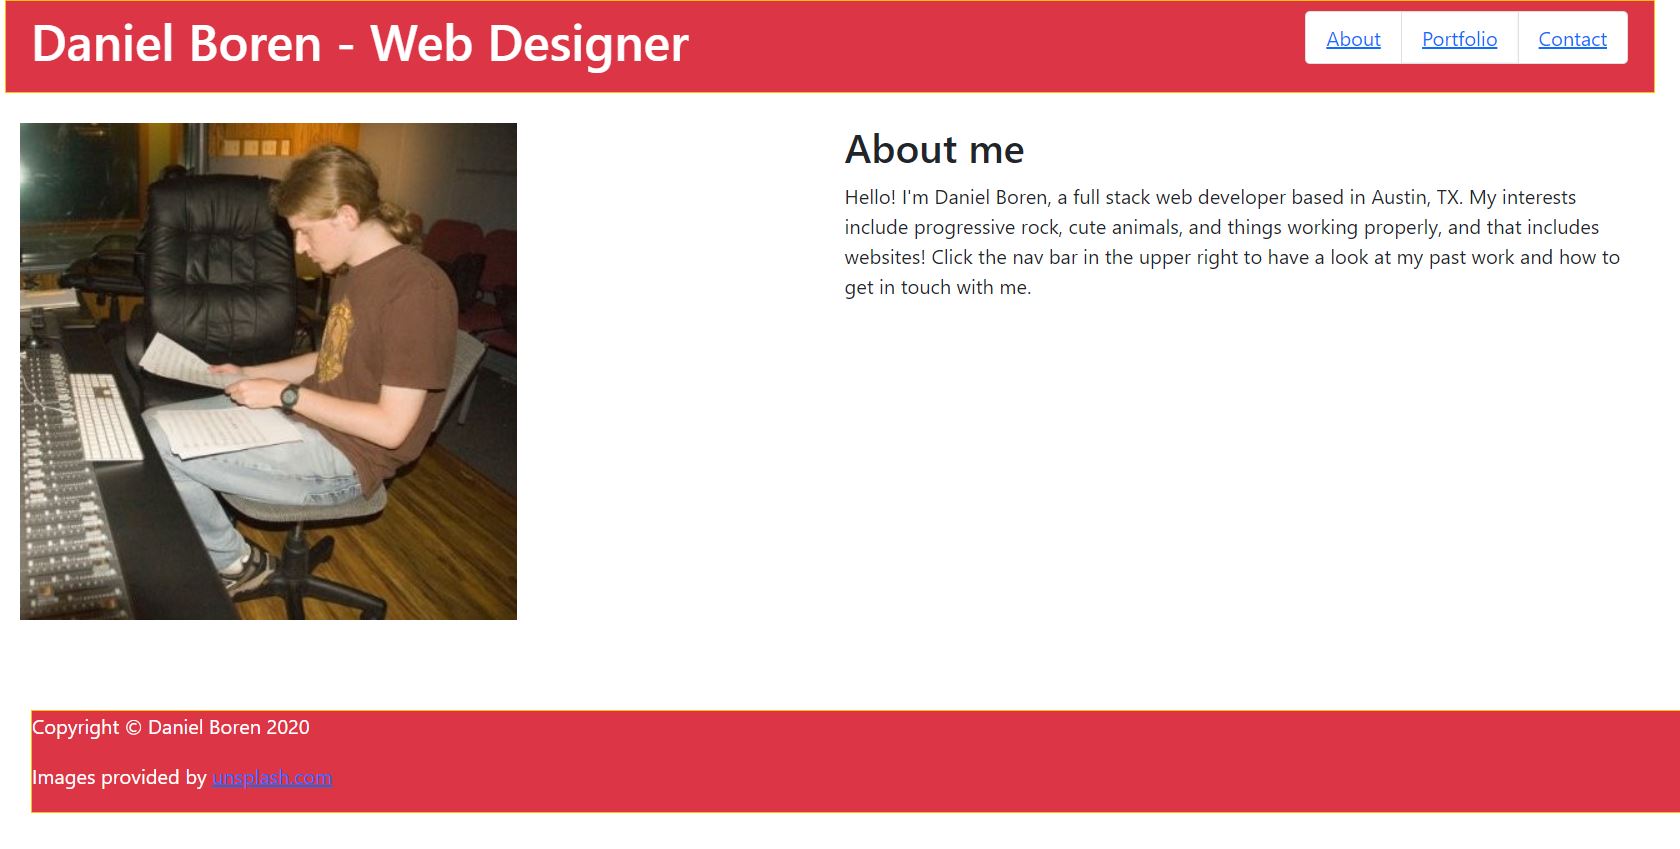 Daniel Boren - Web Designer
About
Portfolio
Contact
About me
Hello! I'm Daniel Boren, a full stack web developer based in Austin, TX. My interests
include progressive rock, cute animals, and things working properly, and that includes
websites! Click the nav bar in the upper right to have a look at my past work and how to
get in touch with me.
Copyright © Daniel Boren 2020
Images provided by unsplash.com